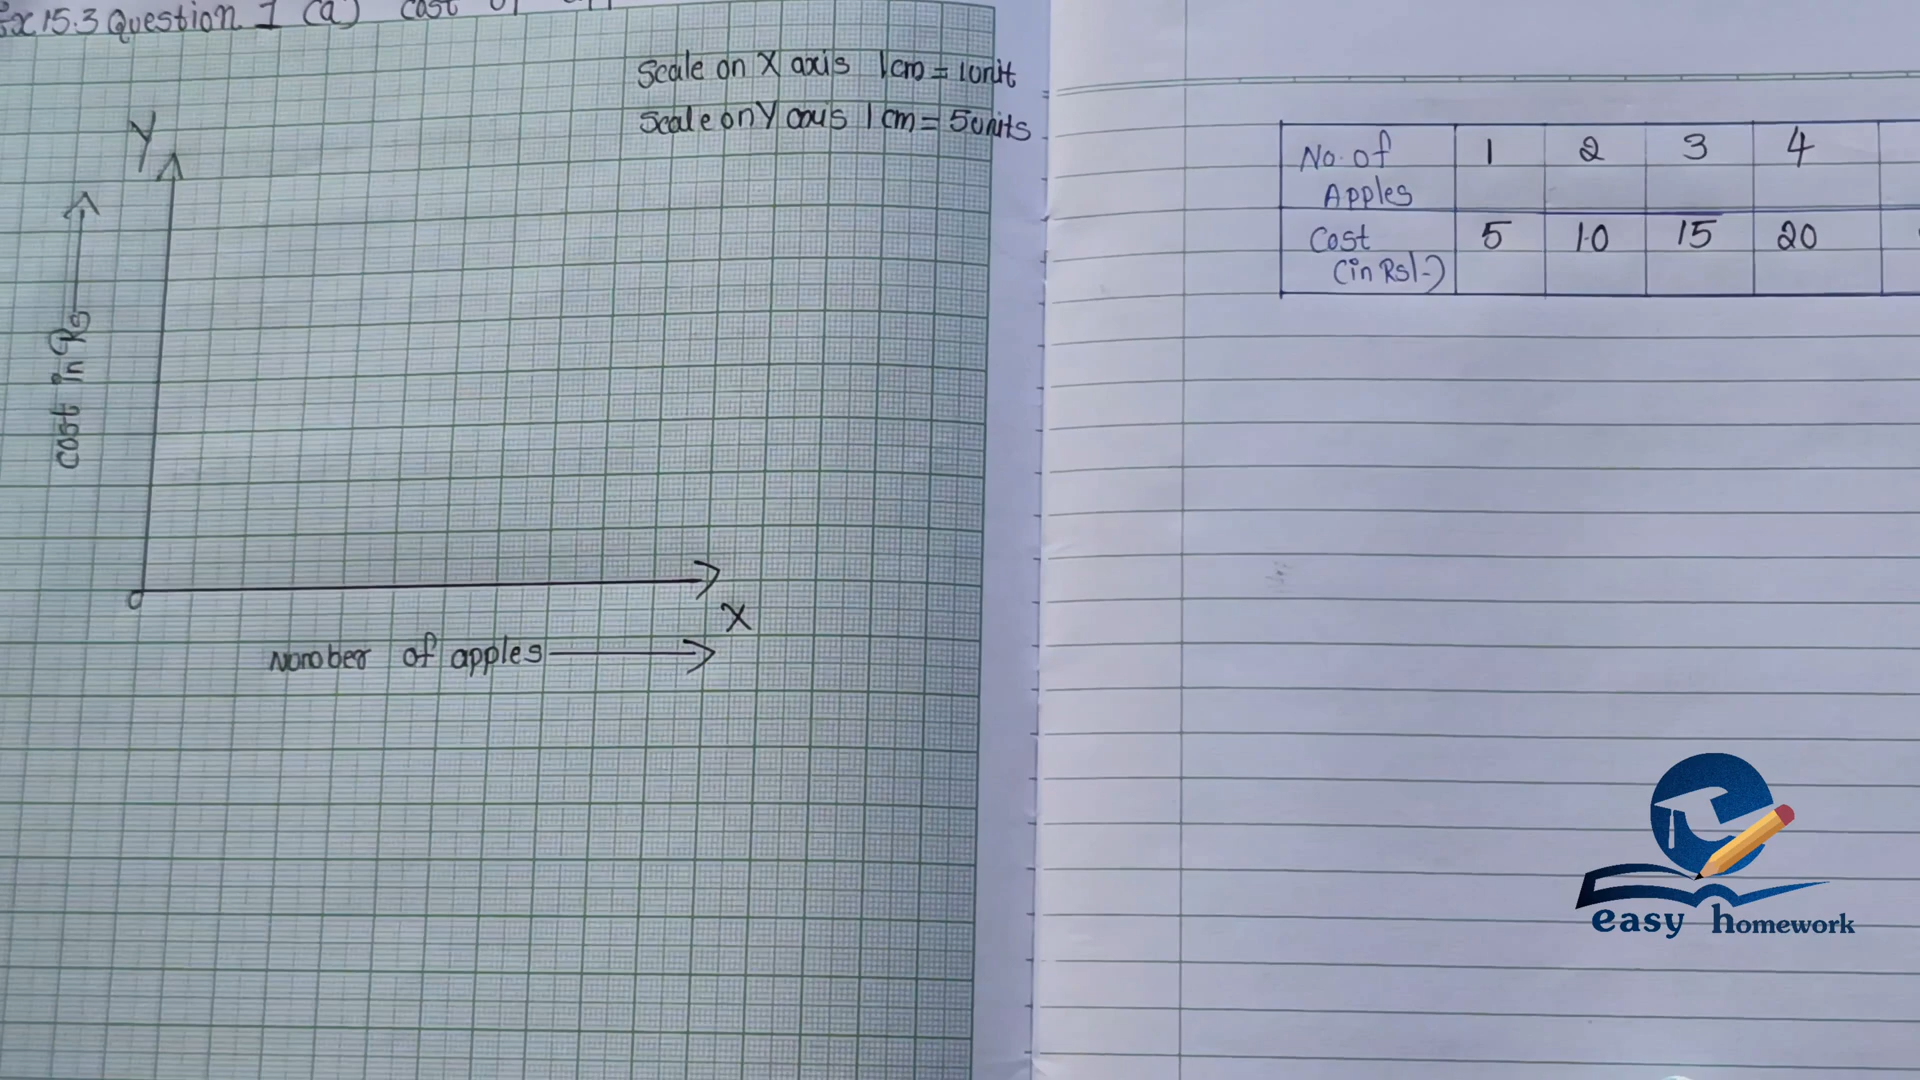 Ex 15.3 Question 1 (a) cost of
Scale on X axis 1cm = 1unit
Scale on Y axis 1cm = 5units
Y
cost in Rs
O
X
Number of apples
No. of Apples 1 2 3 4
Cost (in Rs/-) 5 10 15 20
easy homework